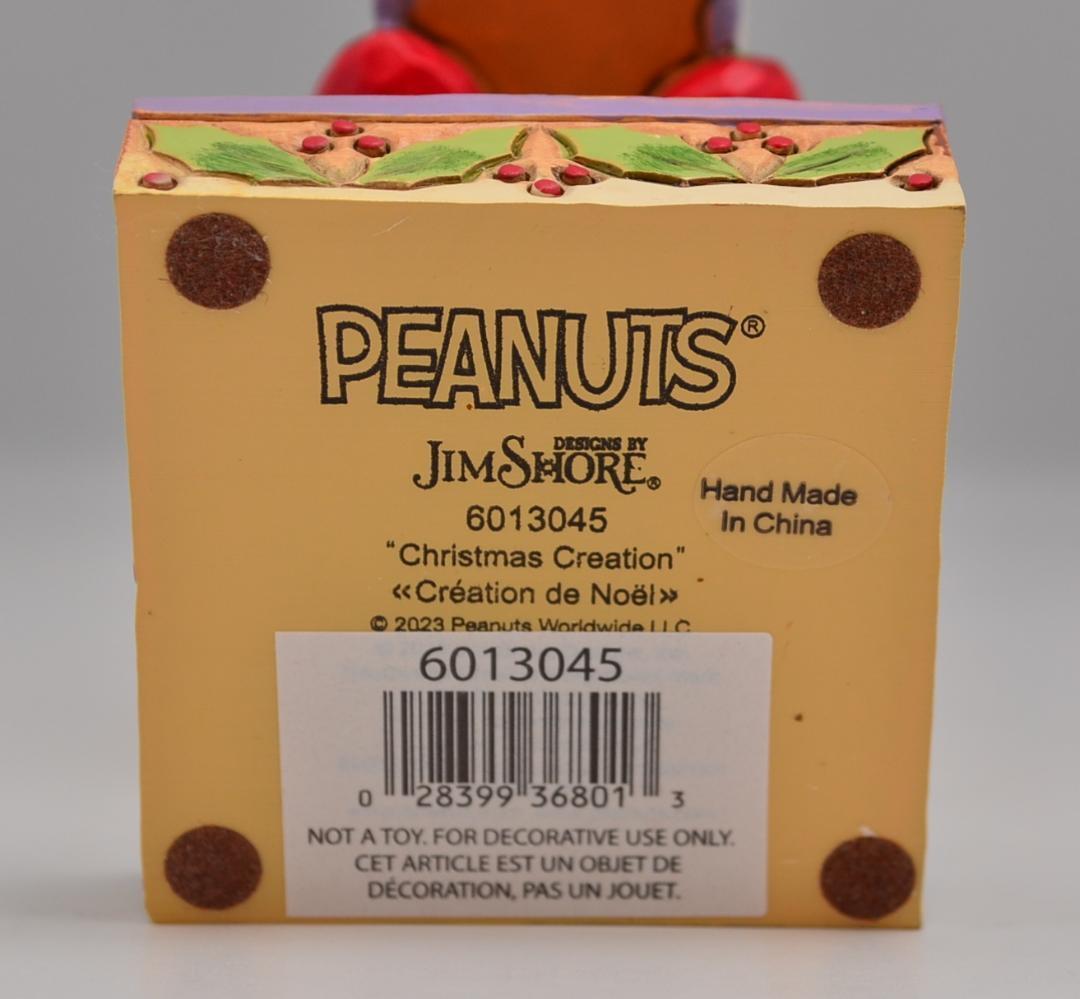 PEANUTS®
DESIGNS BY
JIM SHORE®
6013045
"Christmas Creation"
«Création de Noël»
© 2023 Peanuts Worldwide LLC
Hand Made
In China
6013045
0 28399 36801 3
NOT A TOY. FOR DECORATIVE USE ONLY.
CET ARTICLE EST UN OBJET DE
DÉCORATION, PAS UN JOUET.